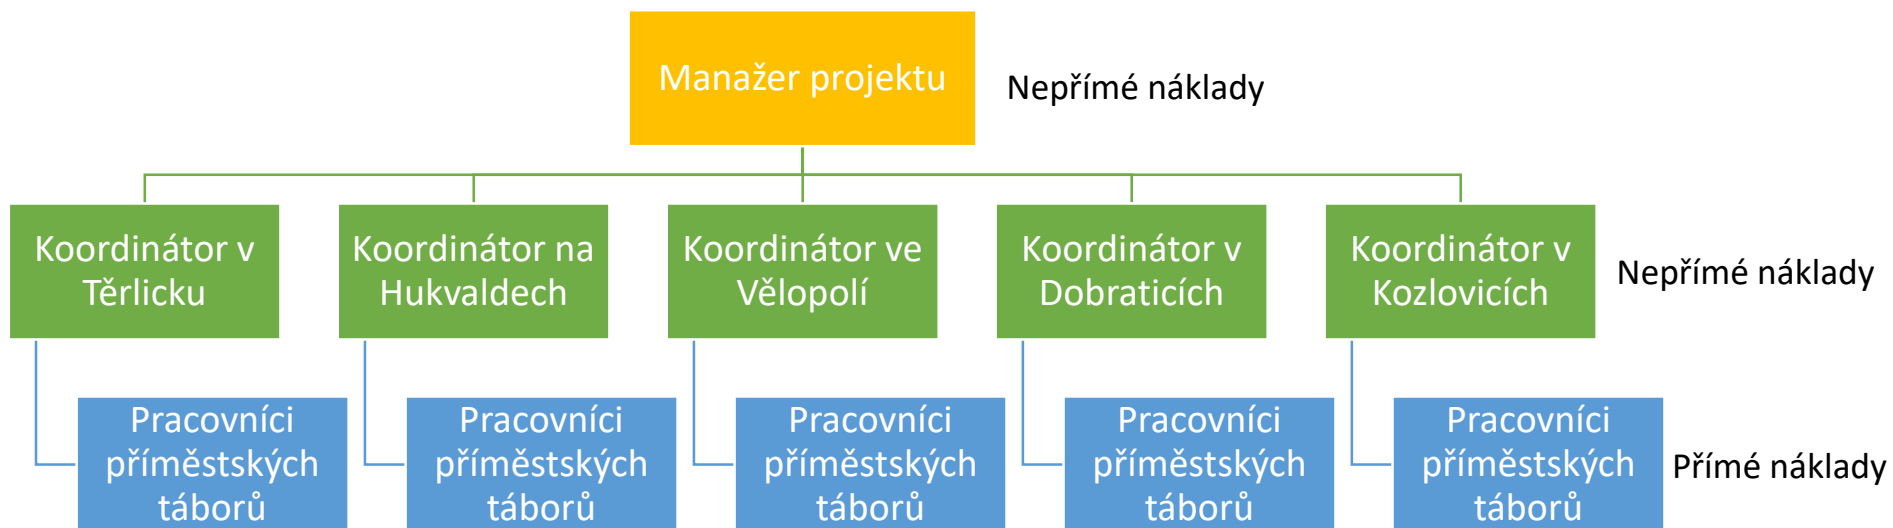 Manažer projektu
Nepřímé náklady
Koordinátor v
Těrlicku
Koordinátor na
Hukvaldech
Koordinátor ve
Vělopolí
Koordinátor v
Dobraticích
Koordinátor v
Kozlovicích
Nepřímé náklady
Pracovníci
příměstských
táborů
Pracovníci
příměstských
táborů
Pracovníci
příměstských
táborů
Pracovníci
příměstských
táborů
Pracovníci
příměstských
táborů
Přímé náklady